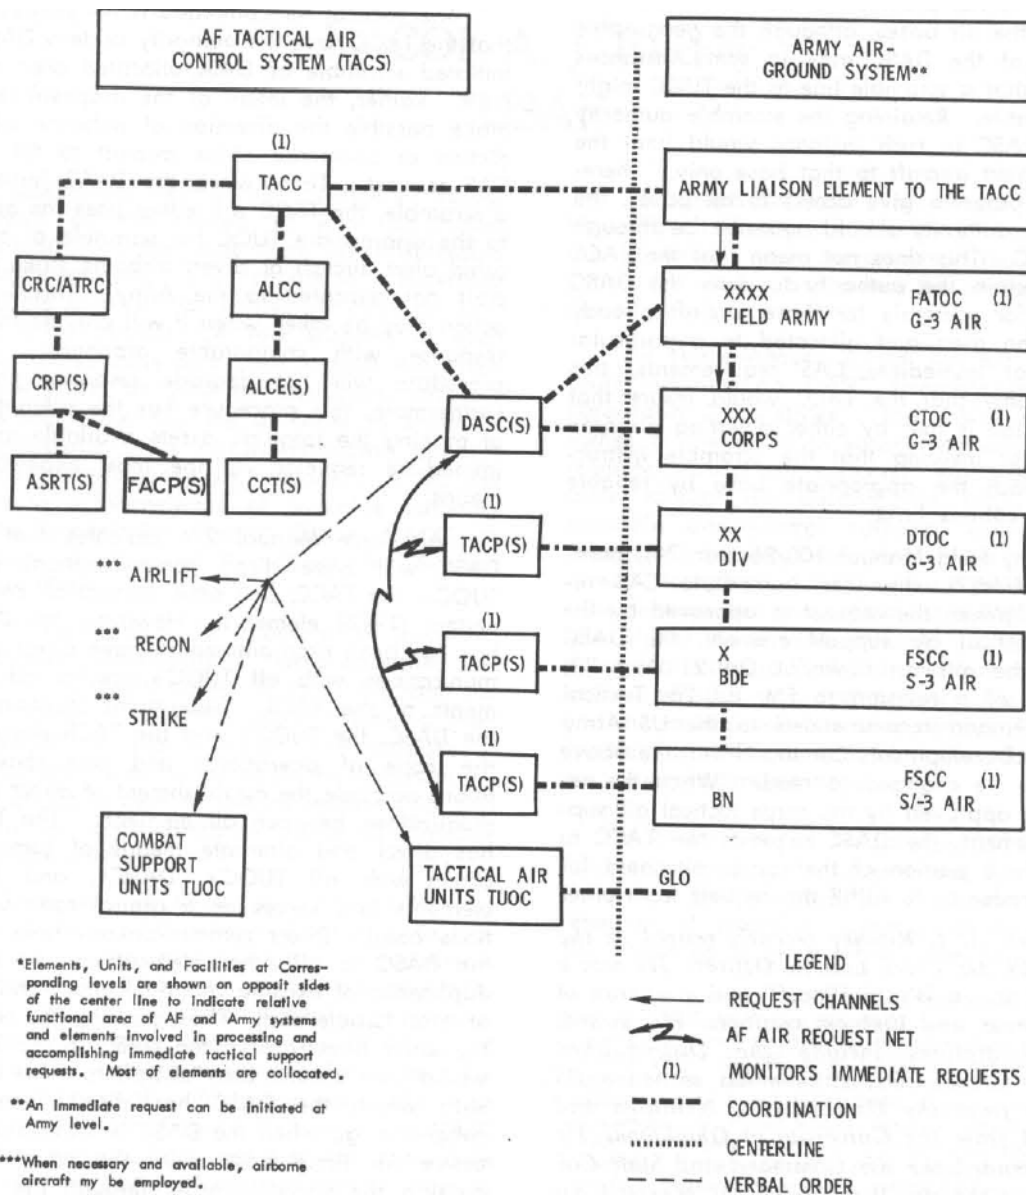 AF TACTICAL AIR
CONTROL SYSTEM (TACS)
ARMY AIR-
GROUND SYSTEM**
(1)
TACC
ARMY LIAISON ELEMENT TO THE TACC
CRC/ATRC
ALCC
XXXX
FIELD ARMY
FATOC (1)
G-3 AIR
CRP(S)
ALCE(S)
DASC(S)
XXX
CORPS
CTOC (1)
G-3 AIR
ASRT(S)
FACP(S)
CCT(S)
(1)
TACP(S)
XX
DIV
DTOC (1)
G-3 AIR
***
AIRLIFT
***
RECON
***
STRIKE
(1)
TACP(S)
X
BDE
FSCC (1)
S-3 AIR
(1)
TACP(S)
BN
FSCC (1)
S/-3 AIR
COMBAT
SUPPORT
UNITS TUOC
TACTICAL AIR
UNITS TUOC
GLO
*Elements, Units, and Facilities at Corres-
ponding levels are shown on opposit sides
of the center line to indicate relative
functional area of AF and Army systems
and elements involved in processing and
accomplishing immediate tactical support
requests. Most of elements are collocated.
**An immediate request can be initiated at
Army level.
***When necessary and available, airborne
aircraft my be employed.
LEGEND
REQUEST CHANNELS
AF AIR REQUEST NET
(1) MONITORS IMMEDIATE REQUESTS
COORDINATION
CENTERLINE
VERBAL ORDER